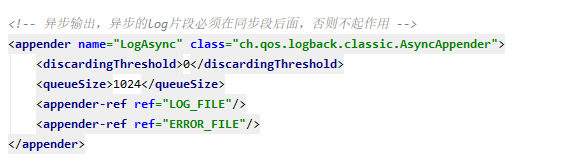 <!-- 异步输出，异步的log片段必须在同步段后面，否则不起作用 -->
<appender name="LogAsync" class="ch.qos.logback.classic.AsyncAppender">
<discardingThreshold>0</discardingThreshold>
<queueSize>1024</queueSize>
<appender-ref ref="LOG_FILE"/>
<appender-ref ref="ERROR_FILE"/>
</appender>